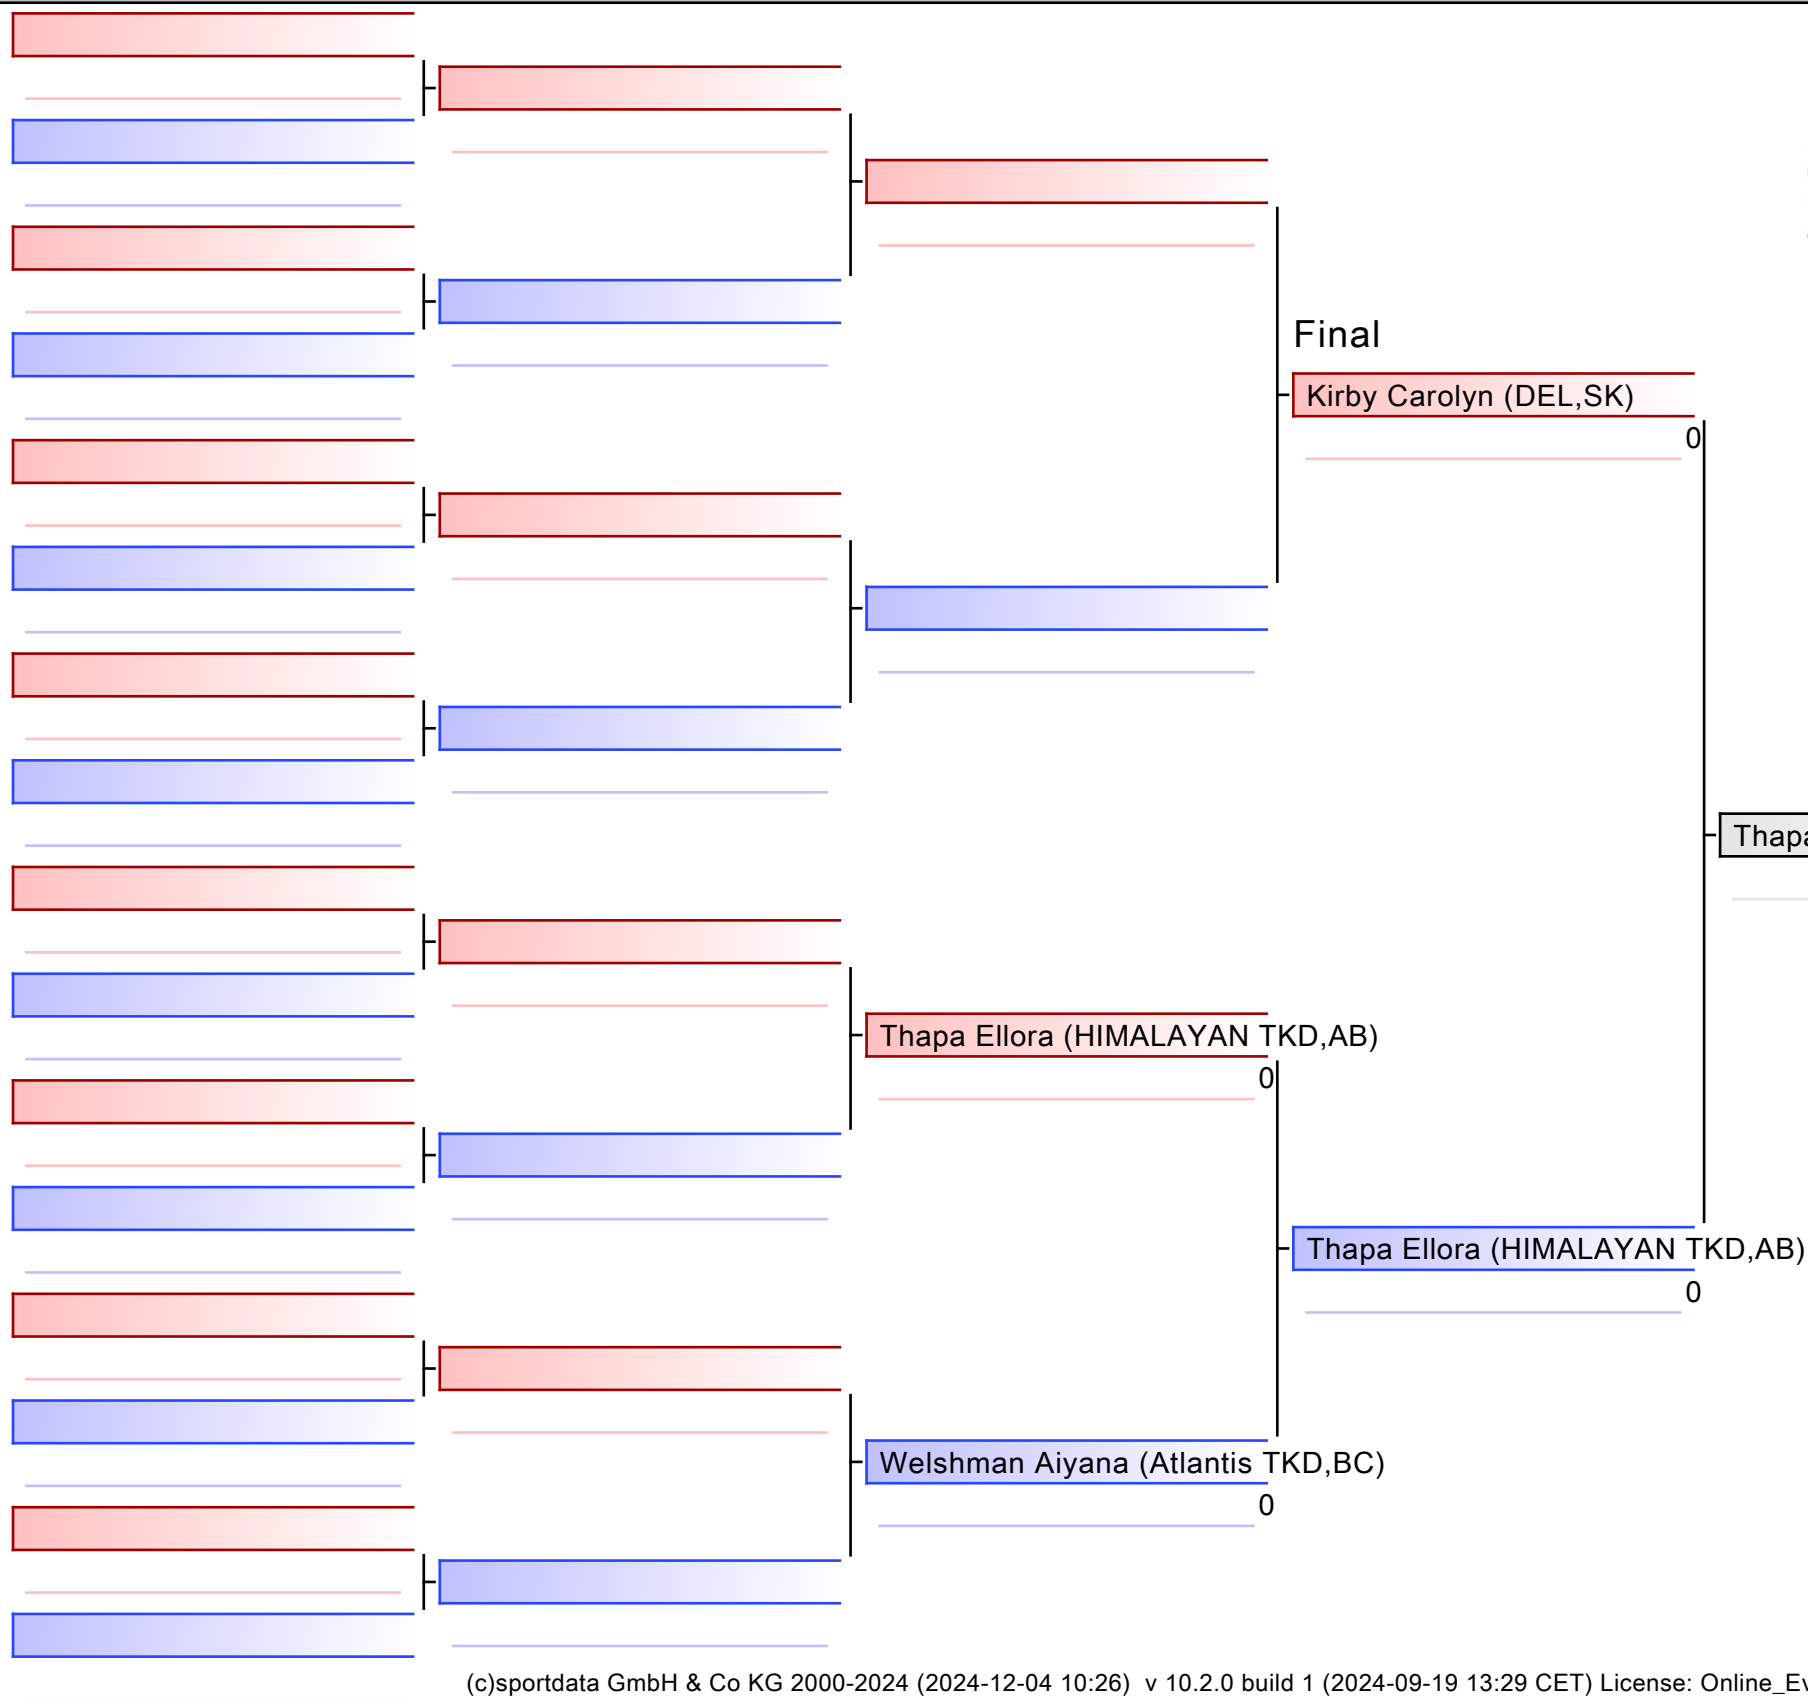 Final
Kirby Carolyn (DEL,SK)
0
Thapa
Thapa Ellora (HIMALAYAN TKD,AB)
0
Thapa Ellora (HIMALAYAN TKD,AB)
0
Welshman Aiyana (Atlantis TKD,BC)
0
(c)sportdata GmbH & Co KG 2000-2024 (2024-12-04 10:26) v 10.2.0 build 1 (2024-09-19 13:29 CET) License: Online_Ev